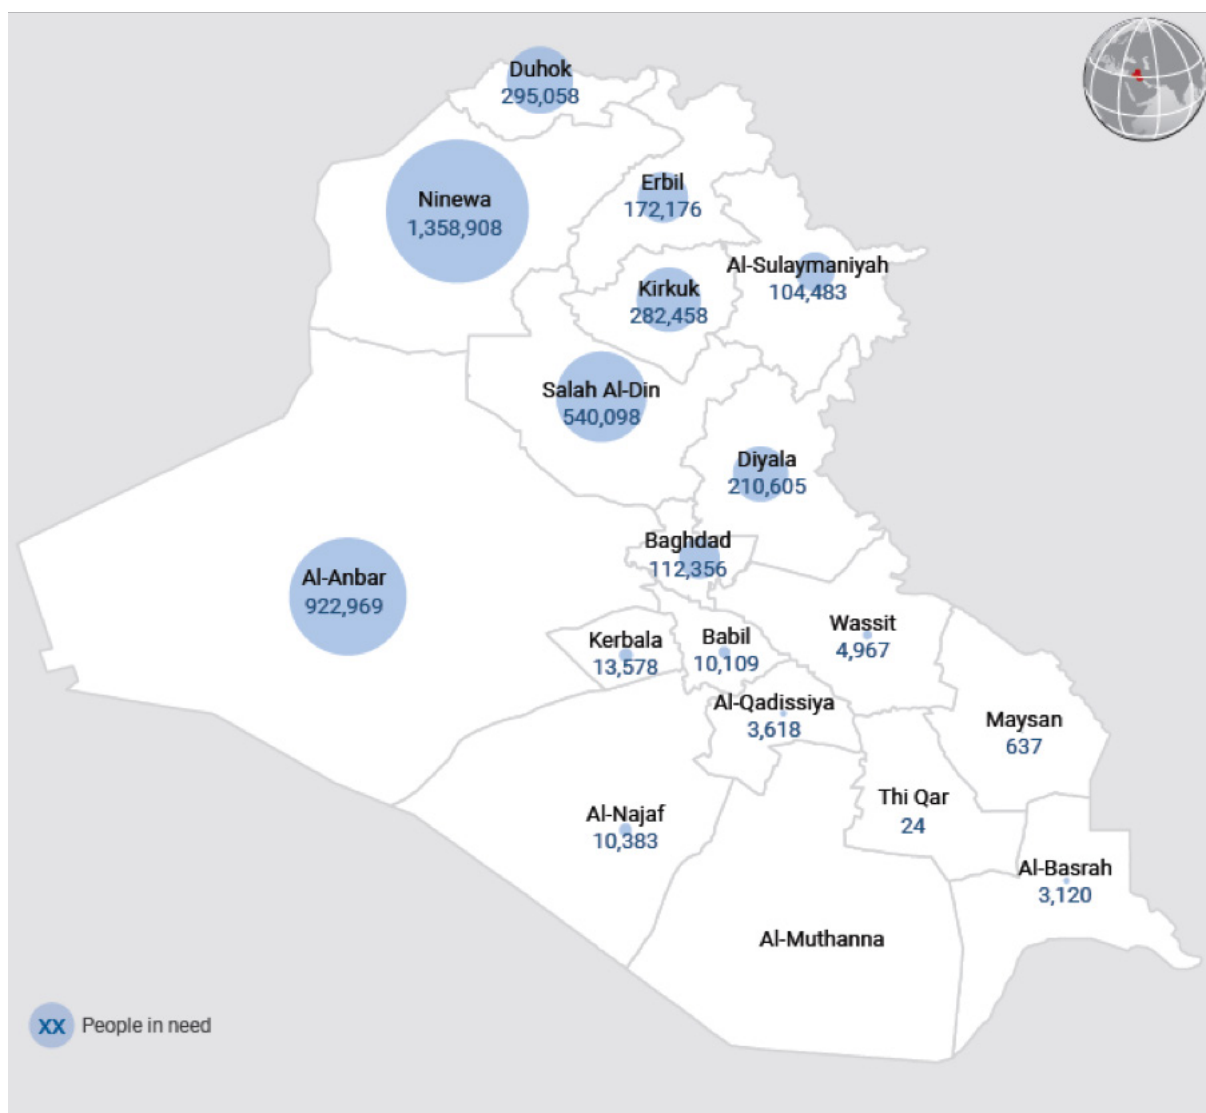 Duhok
295,058
Ninewa
1,358,908
Erbil
172,176
Al-Sulaymaniyah
104,483
Kirkuk
282,458
Salah Al-Din
540,098
Diyala
210,605
Baghdad
112,356
Al-Anbar
922,969
Kerbala
13,578
Babil
10,109
Wassit
4,967
Al-Qadissiya
3,618
Maysan
637
Thi Qar
24
Al-Najaf
10,383
Al-Basrah
3,120
Al-Muthanna
XX People in need